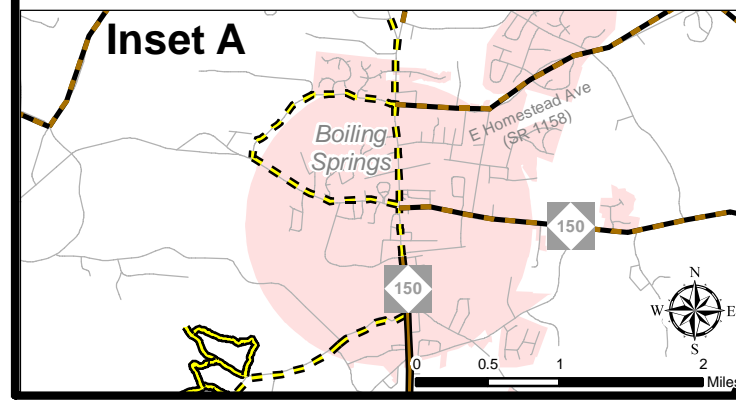 Inset A
E Homestead Ave
(SR 1158)
Boiling
Springs
150
150
N
W E
S
0 0.5 1 2
Miles